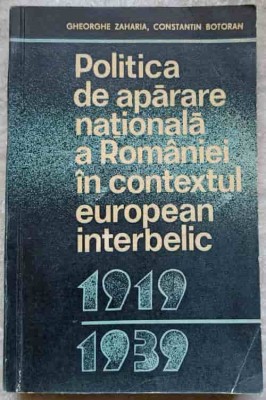 GHEORGHE ZAHARIA, CONSTANTIN BOTORAN
Politica
de apărare
națională
a României
în contextul
european
interbelic
1919
1939